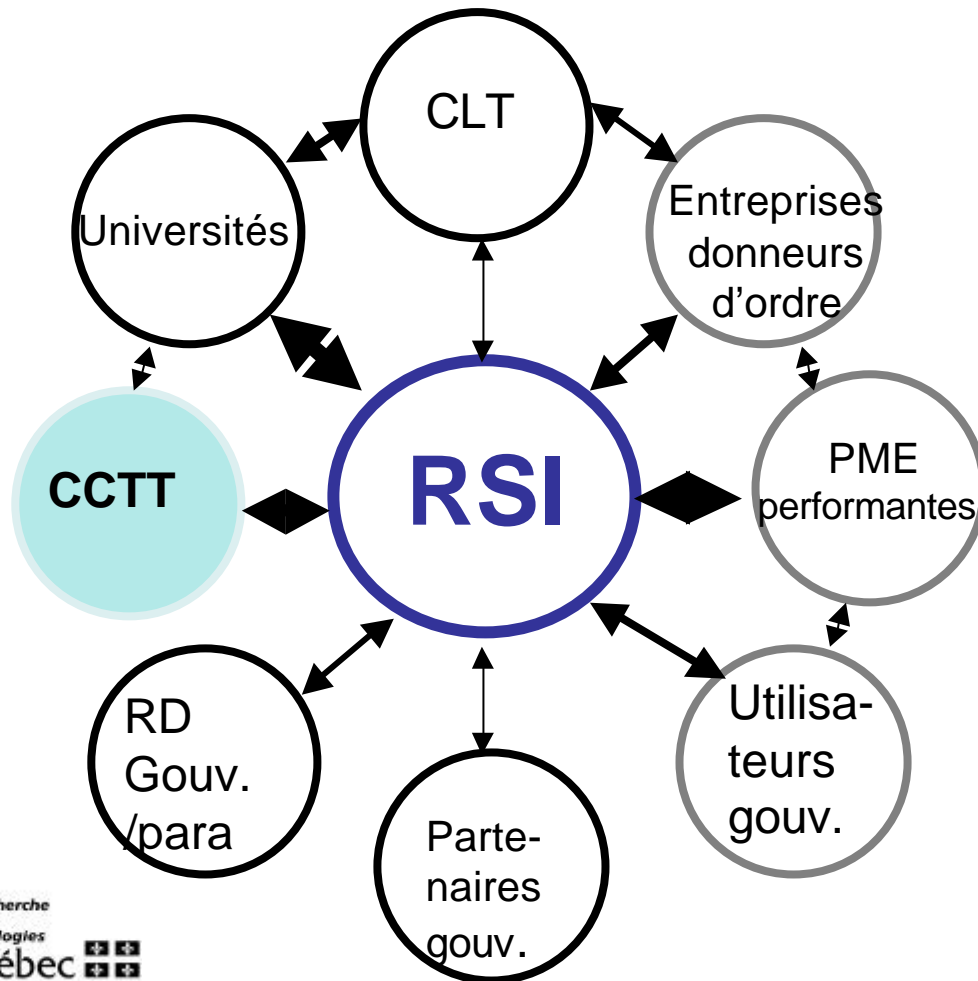 CLT
Universités
Entreprises
donneurs
d’ordre
CCTT
RSI
PME
performantes
RD
Gouv.
/para
Parte-
naires
gouv.
Utilisa-
teurs
gouv.